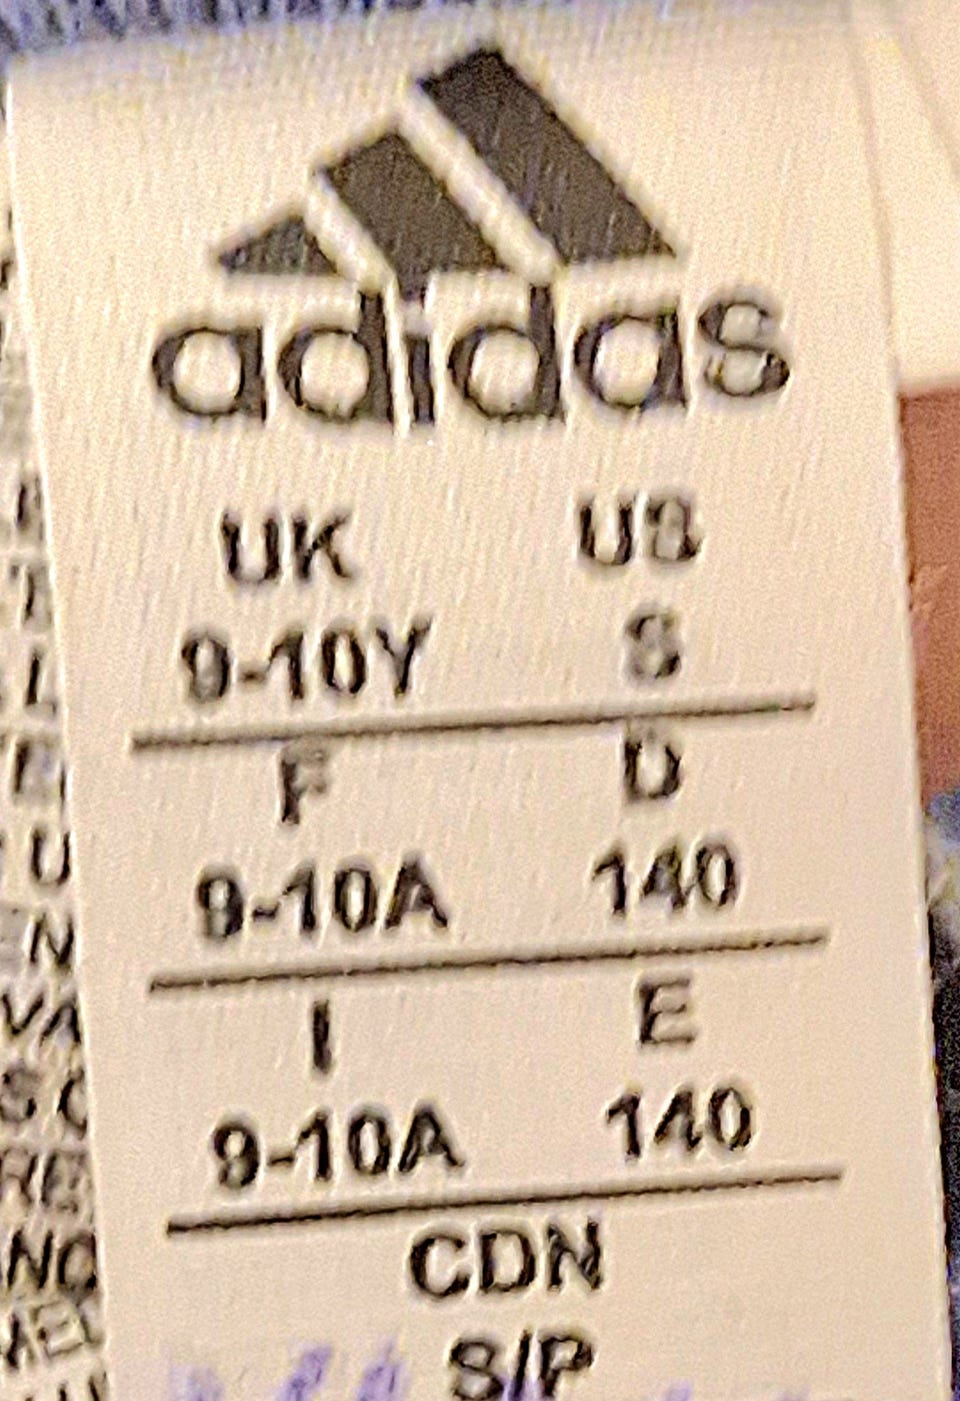 adidas
UK US
9-10Y S
F D
9-10A 140
I E
9-10A 140
CDN
S/P